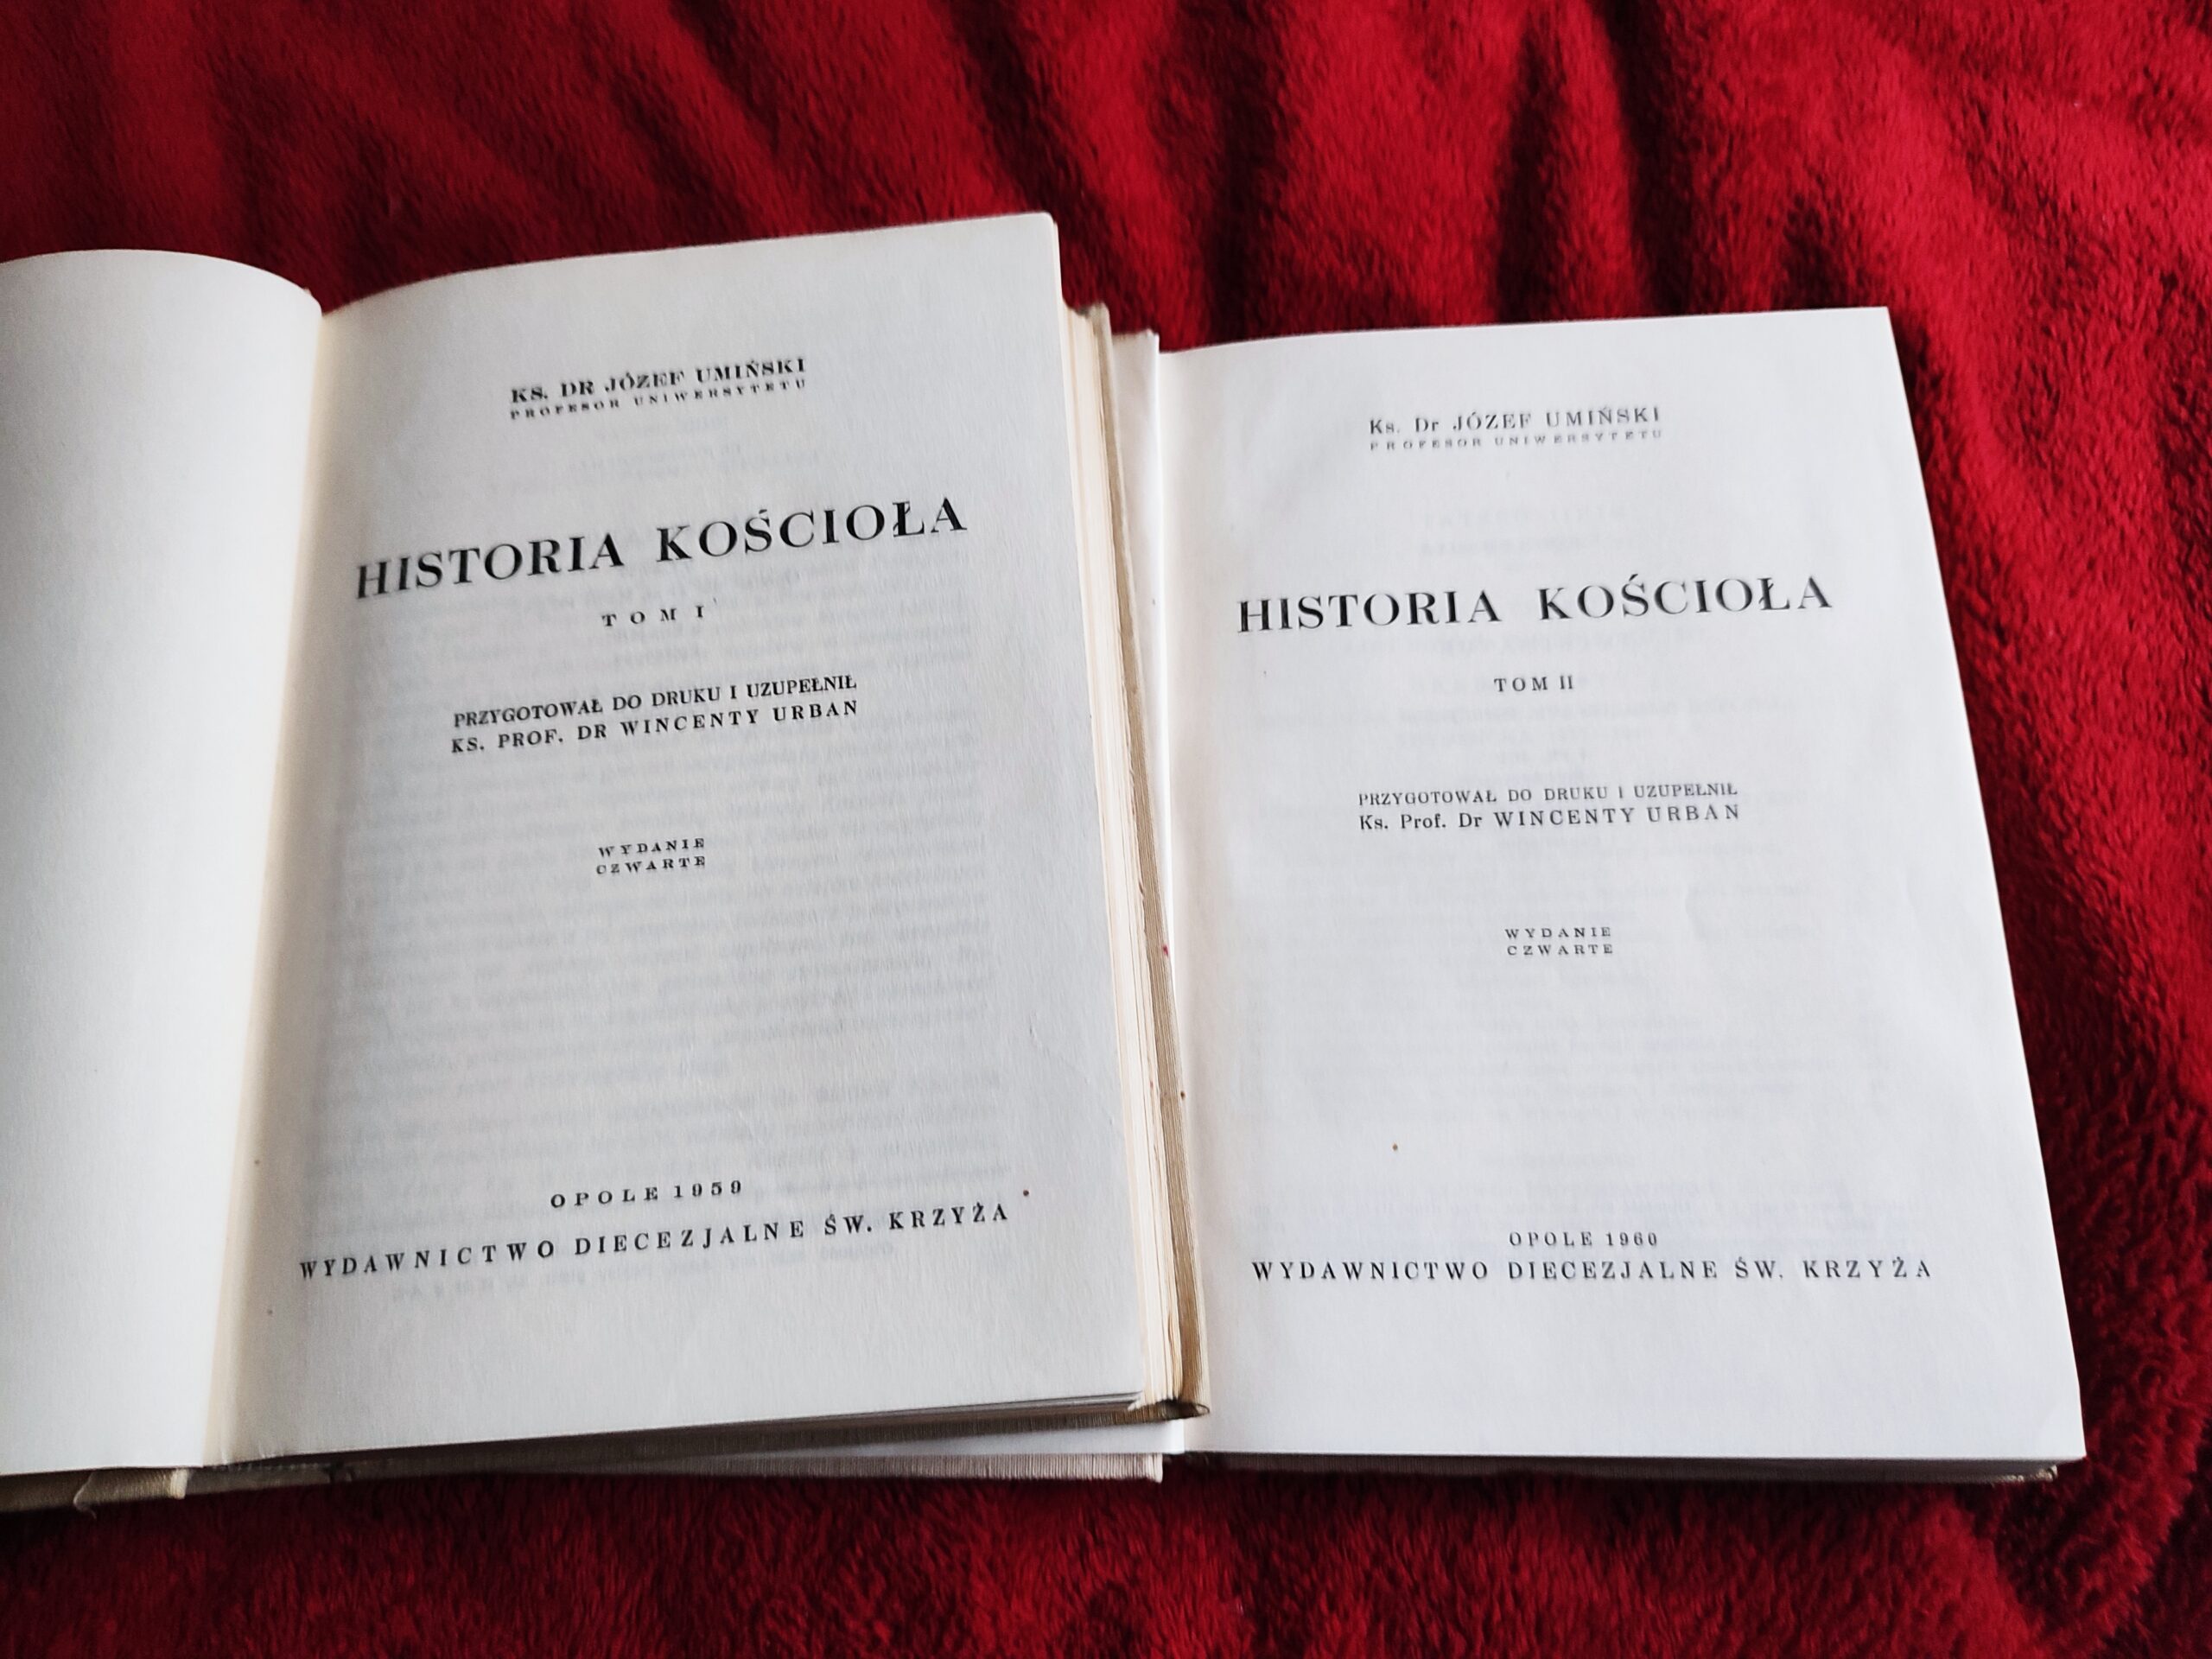 KS. DR JÓZEF UMIŃSKI
PROFESOR UNIWERSYTETU
HISTORIA KOŚCIOŁA
TOM I
PRZYGOTOWAŁ DO DRUKU I UZUPEŁNIŁ
KS. PROF. DR WINCENTY URBAN
WYDANIE
CZWARTE
OPOLE 1959
WYDAWNICTWO DIECEZJALNE ŚW. KRZYŻA
Ks. Dr JÓZEF UMIŃSKI
PROFESOR UNIWERSYTETU
HISTORIA KOŚCIOŁA
TOM II
PRZYGOTOWAŁ DO DRUKU I UZUPEŁNIŁ
Ks. Prof. Dr WINCENTY URBAN
WYDANIE
CZWARTE
OPOLE 1960
WYDAWNICTWO DIECEZJALNE ŚW. KRZYŻA